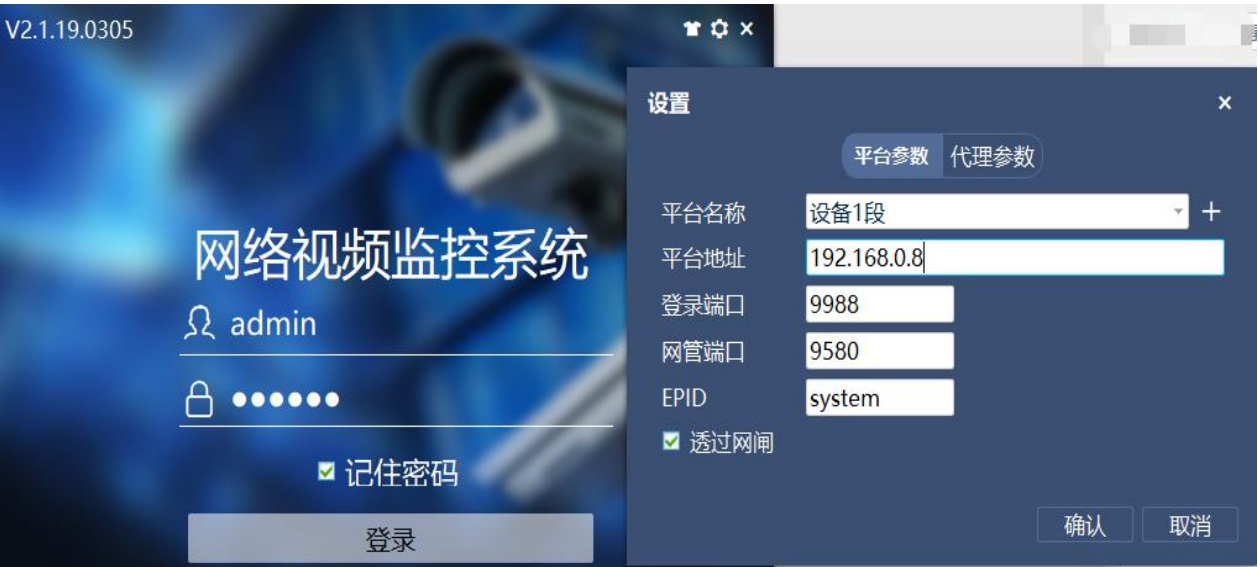 V2.1.19.0305
网络视频监控系统
admin
记住密码
登录
设置
平台参数 代理参数
平台名称 设备1段
平台地址 192.168.0.8
登录端口 9988
网管端口 9580
EPID system
透过网闸
确认 取消